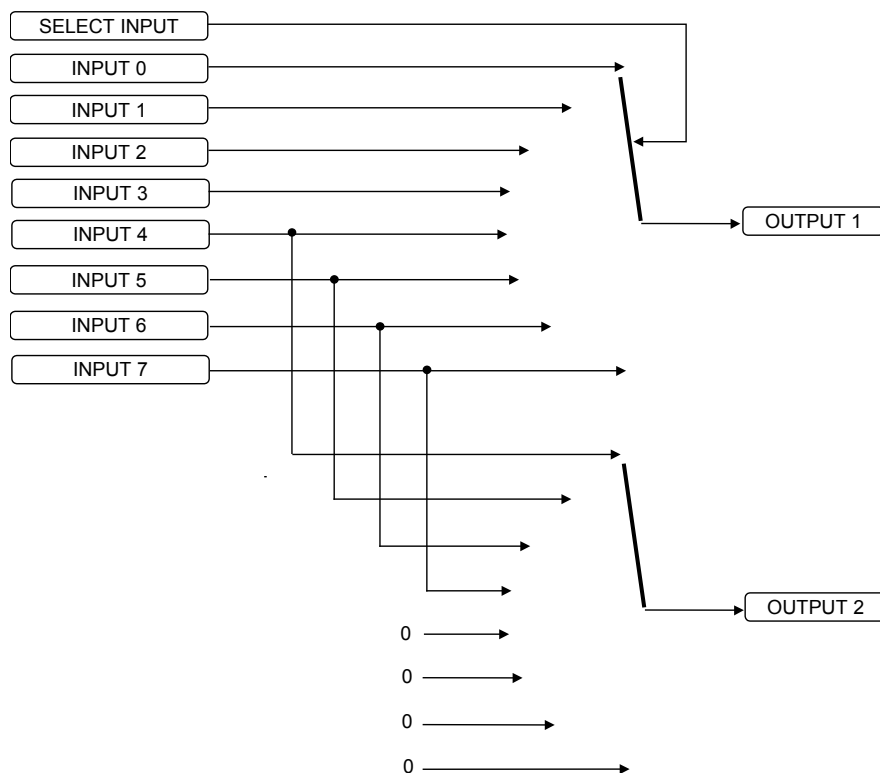 SELECT INPUT
INPUT 0
INPUT 1
INPUT 2
INPUT 3
INPUT 4
OUTPUT 1
INPUT 5
INPUT 6
INPUT 7
OUTPUT 2
0
0
0
0